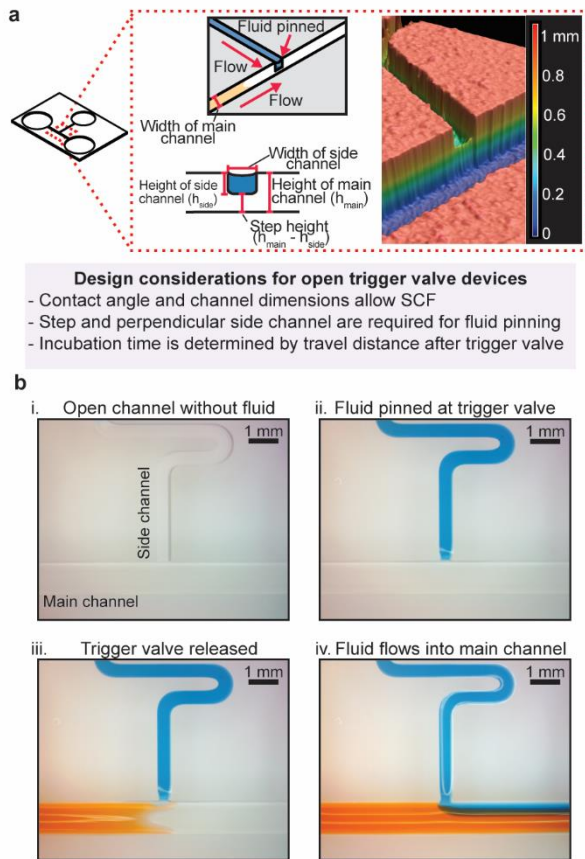 a
Fluid pinned
Flow
Flow
Width of main
channel
Width of side
channel
Height of side
channel (hside)
Height of main
channel (hmain)
Step height
(hmain - hside)
1 mm
0.8
0.6
0.4
0.2
0
Design considerations for open trigger valve devices
- Contact angle and channel dimensions allow SCF
- Step and perpendicular side channel are required for fluid pinning
- Incubation time is determined by travel distance after trigger valve
b
i. Open channel without fluid
1 mm
Side channel
Main channel
ii. Fluid pinned at trigger valve
1 mm
iii. Trigger valve released
1 mm
iv. Fluid flows into main channel
1 mm